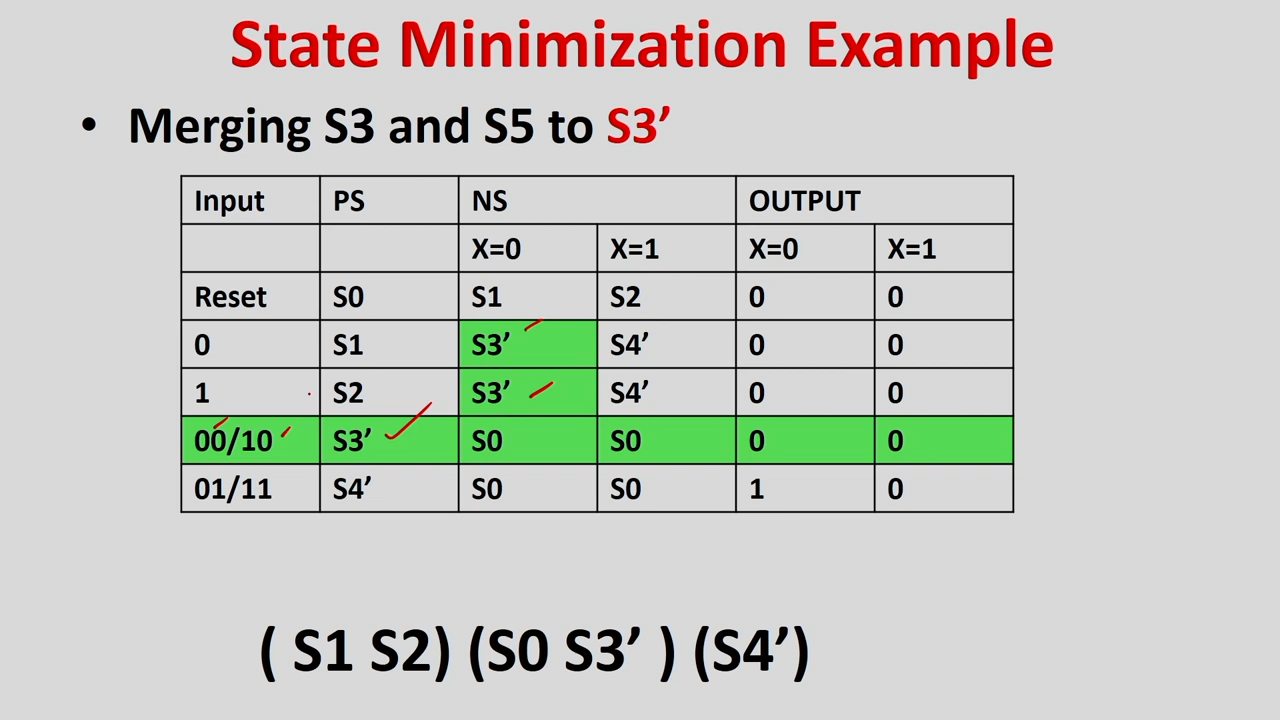 State Minimization Example
• Merging S3 and S5 to S3’
Input PS NS OUTPUT
X=0 X=1 X=0 X=1
Reset S0 S1 S2 0 0
0 S1 S3’ S4’ 0 0
1 S2 S3’ S4’ 0 0
00/10 S3’ S0 S0 0 0
01/11 S4’ S0 S0 1 0
( S1 S2) (S0 S3’ ) (S4’)